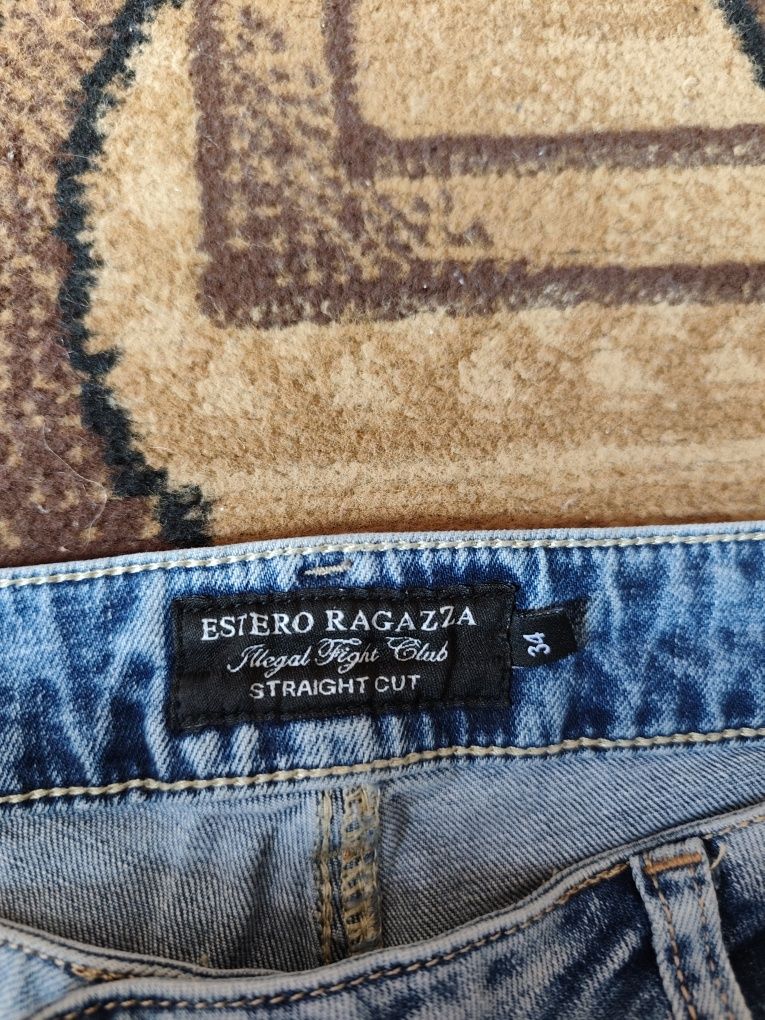 ESTERO RAGAZZA
Illegal Fight Club
STRAIGHT CUT
34